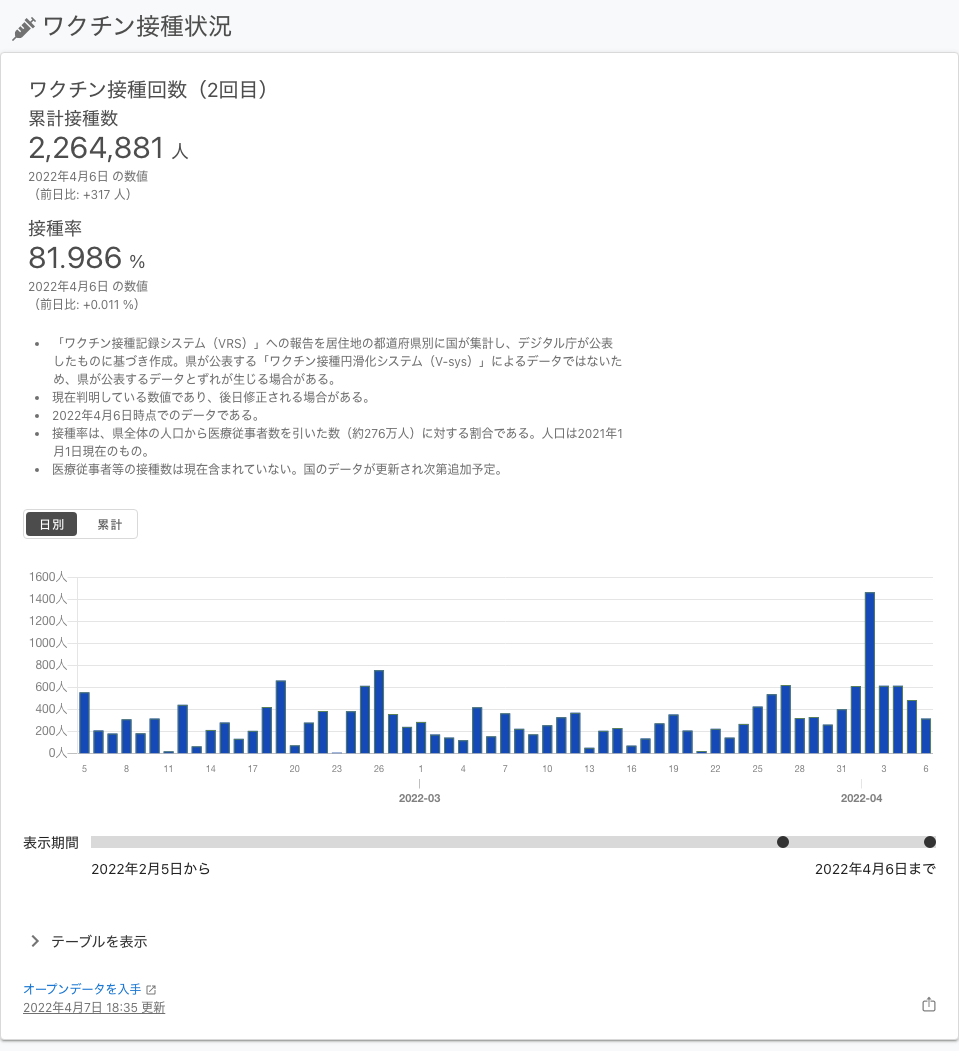 ワクチン接種状況
ワクチン接種回数（2回目）
累計接種数
2,264,881 人
2022年4月6日 の数値
（前日比: +317 人）
接種率
81.986 %
2022年4月6日 の数値
（前日比: +0.011 %）
• 「ワクチン接種記録システム（VRS）」への報告を居住地の都道府県別に国が集計し、デジタル庁が公表
したものに基づき作成。県が公表する「ワクチン接種円滑化システム（V-sys）」によるデータではないた
め、県が公表するデータとずれが生じる場合がある。
• 現在判明している数値であり、後日修正される場合がある。
• 2022年4月6日時点でのデータである。
• 接種率は、県全体の人口から医療従事者数を引いた数（約276万人）に対する割合である。人口は2021年1
月1日現在のもの。
• 医療従事者等の接種数は現在含まれていない。国のデータが更新され次第追加予定。
日別 累計
1600人
1400人
1200人
1000人
800人
600人
400人
200人
0人
5 8 11 14 17 20 23 26 1 4 7 10 13 16 19 22 25 28 31 3 6
2022-03 2022-04
表示期間
2022年2月5日から 2022年4月6日まで
テーブルを表示
オープンデータを入手
2022年4月7日 18:35 更新